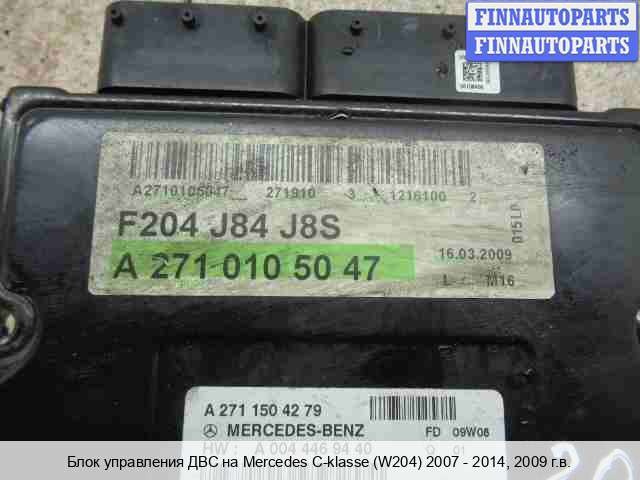 FINNAUTOPARTS
FINNAUTOPARTS
A2710105047 271910 3 1216100 2
F204 J84 J8S
A 271 010 50 47
16.03.2009
L M16
015LP
A 271 150 42 79
MERCEDES-BENZ FD 09W06
HW : A 004 446 94 40 Q 01
Блок управления ДВС на Mercedes C-klasse (W204) 2007 - 2014, 2009 г.в.